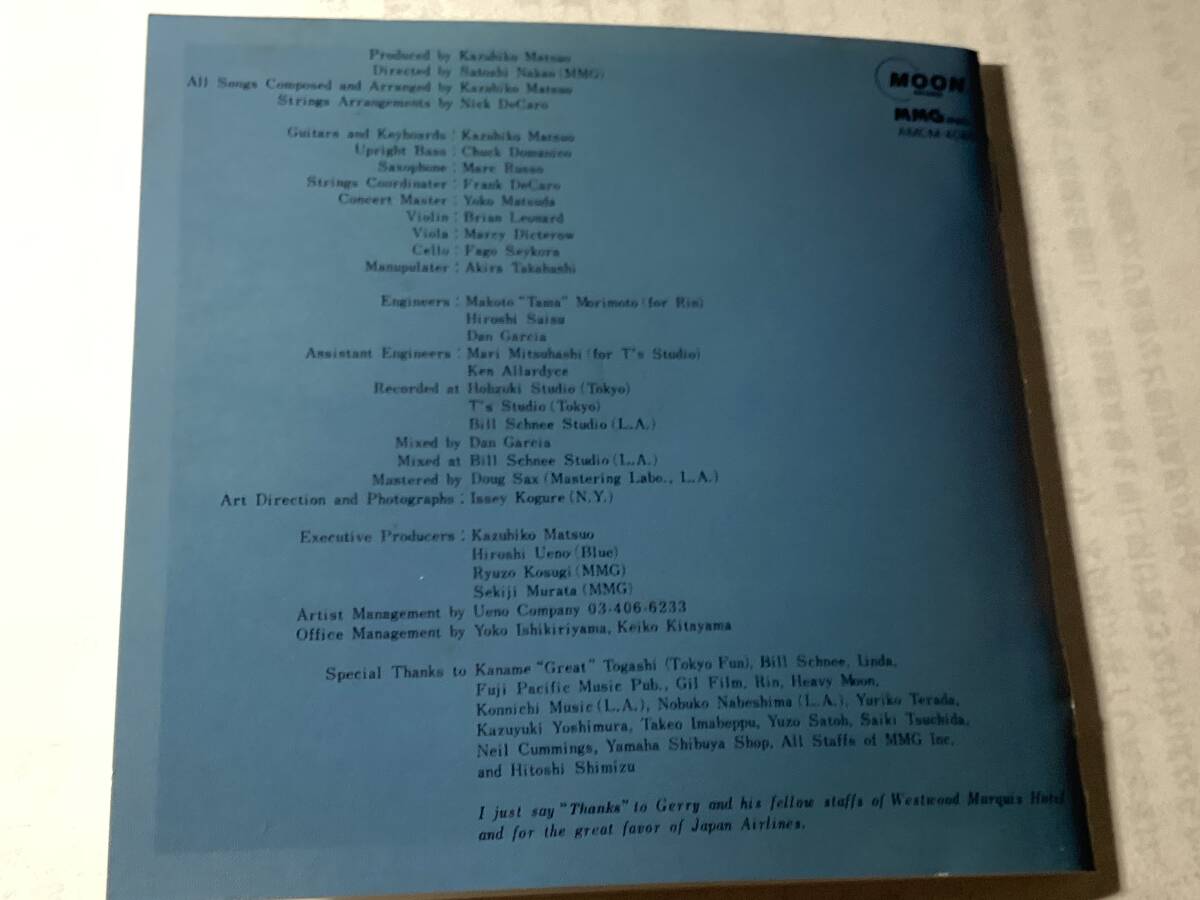 Produced by Kazuhiko Matsuo
Directed by Satoshi Nakao (MMG)
All Songs Composed and Arranged by Kazuhiko Matsuo
Strings Arrangements by Nick DeCaro
MOON
MMG
Guitars and Keyboards : Kazuhiko Matsuo
Upright Bass : Chuck Domanico
Saxophone : Marc Russo
Strings Coordinater : Frank DeCaro
Concert Master : Yoko Matsuda
Violin : Brian Leonard
Viola : Marcy Dicterow
Cello : Fago Seykora
Manupulater : Akira Takahashi
Engineers : Makoto "Tama" Morimoto (for Rin)
Hiroshi Saisu
Dan Garcia
Assistant Engineers : Mari Mitsuhashi (for T's Studio)
Ken Allardyce
Recorded at Hohzuki Studio (Tokyo)
T's Studio (Tokyo)
Bill Schnee Studio (L.A.)
Mixed by Dan Garcia
Mixed at Bill Schnee Studio (L.A.)
Mastered by Doug Sax (Mastering Labo., L.A.)
Art Direction and Photographs : Issey Kogure (N.Y.)
Executive Producers : Kazuhiko Matsuo
Hiroshi Ueno (Blue)
Ryuzo Kosugi (MMG)
Sekiji Murata (MMG)
Artist Management by Ueno Company 03-406-6233
Office Management by Yoko Ishikiriyama, Keiko Kitayama
Special Thanks to Kaname "Great" Togashi (Tokyo Fun), Bill Schnee, Linda,
Fuji Pacific Music Pub., Gil Film, Rin, Heavy Moon,
Konnichi Music (L.A.), Nobuko Nabeshima (L.A.), Yuriko Terada,
Kazuyuki Yoshimura, Takeo Imabeppu, Yuzo Satoh, Saiki Tsuchida,
Neil Cummings, Yamaha Shibuya Shop, All Staffs of MMG Inc.
and Hitoshi Shimizu
I just say "Thanks" to Gerry and his fellow staffs of Westwood Marquis Hotel
and for the great favor of Japan Airlines.